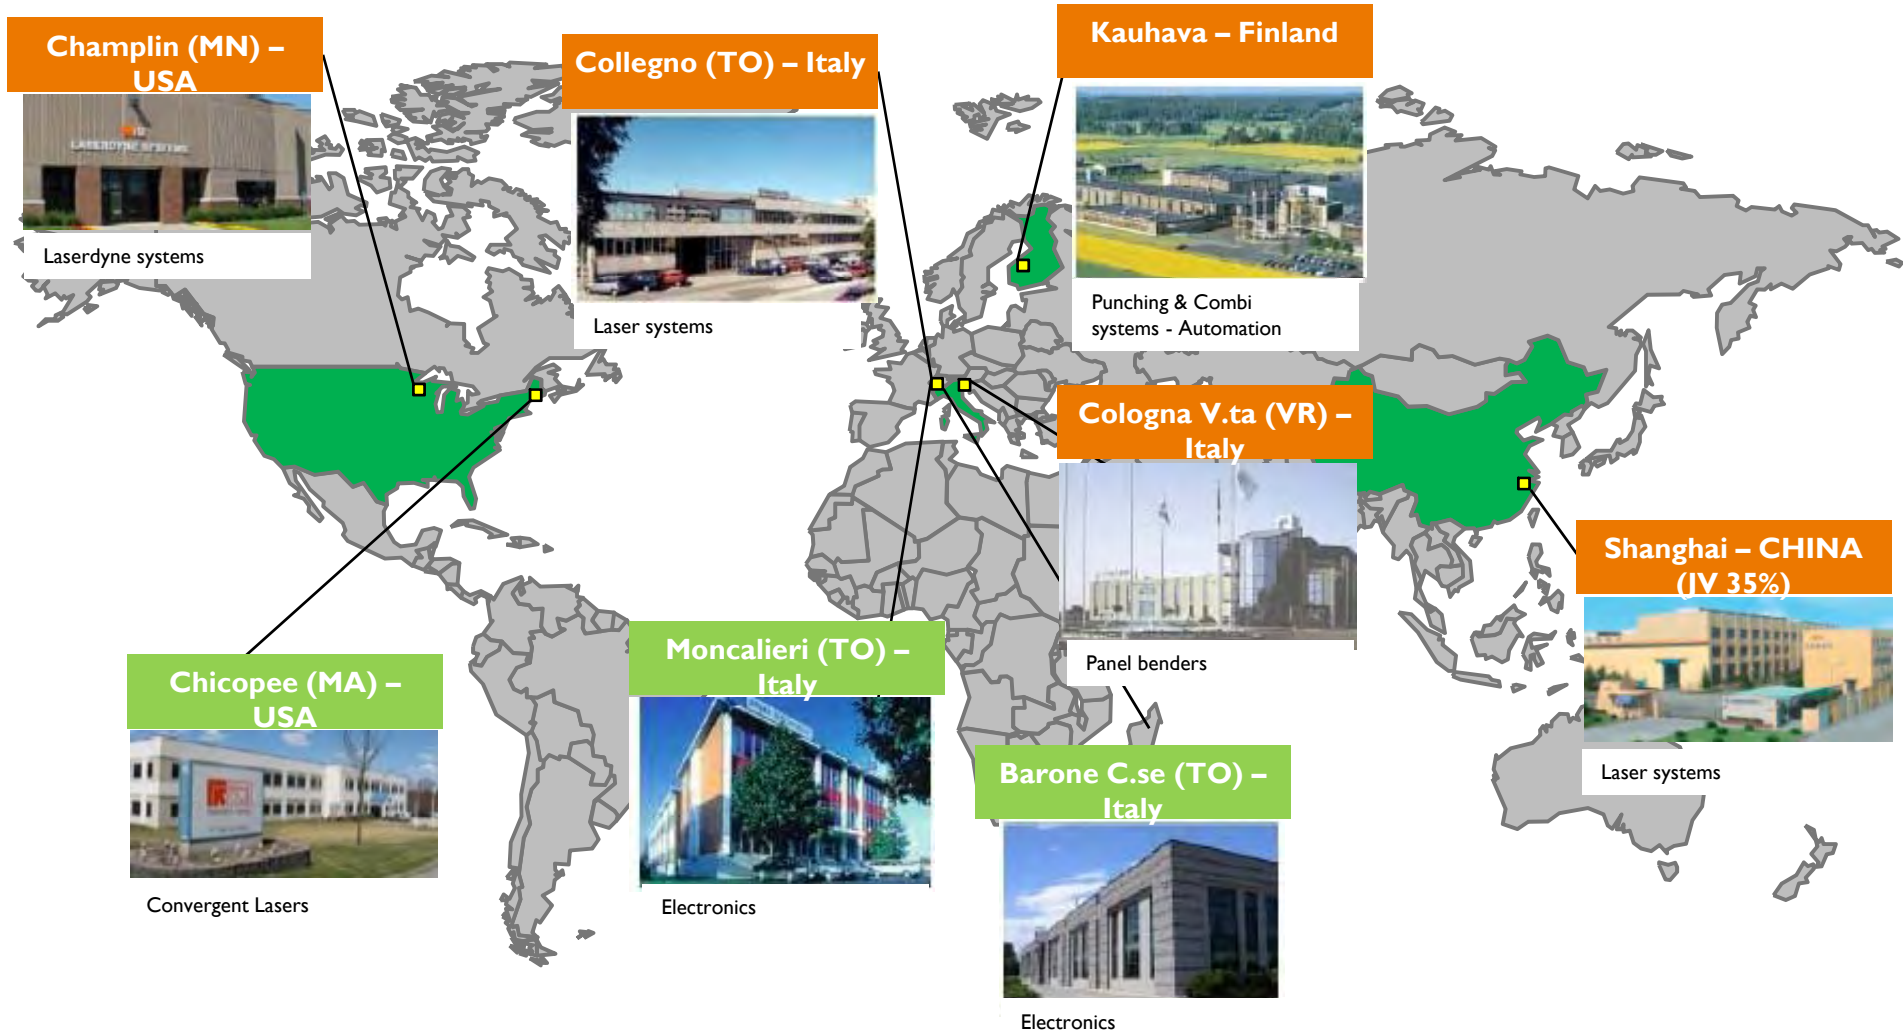 Champlin (MN) –
USA
LASERDYNE SYSTEMS
Laserdyne systems
Collegno (TO) – Italy
Laser systems
Kauhava – Finland
Punching & Combi
systems - Automation
Cologna V.ta (VR) –
Italy
Panel benders
Shanghai – CHINA
(JV 35%)
Laser systems
Chicopee (MA) –
USA
Convergent Lasers
Moncalieri (TO) –
Italy
Electronics
Barone C.se (TO) –
Italy
Electronics